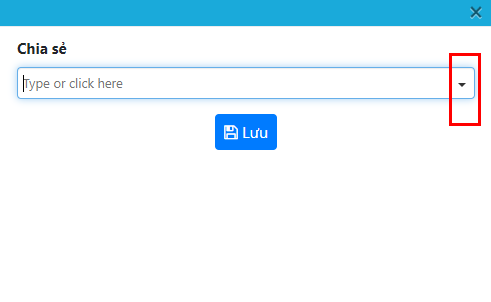 Chia sẻ
Type or click here
Lưu